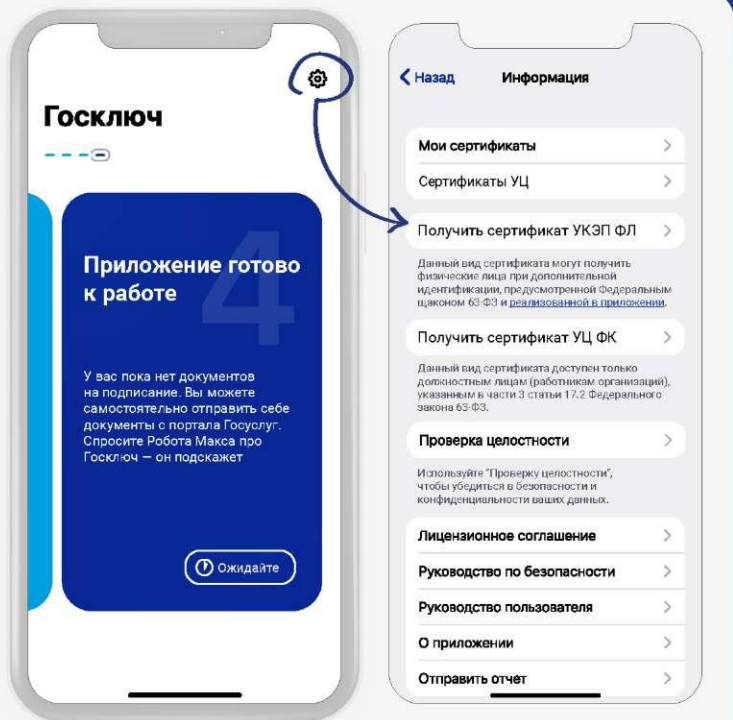 Госключ
4
Приложение готово
к работе
У вас пока нет документов
на подписание. Вы можете
самостоятельно отправить себе
документы с портала Госуслуг.
Спросите Робота Макса про
Госключ — он подскажет
Ожидайте
Назад
Информация
Мои сертификаты
Сертификаты УЦ
Получить сертификат УКЭП ФЛ
Данный вид сертификата могут получить
физические лица при дополнительной
идентификации, предусмотренной Федеральным
щаконом 63-ФЗ и реализованной в приложении.
Получить сертификат УЦ ФК
Данный вид сертификата доступен только
должностным лицам (работникам организаций),
указанным в части 3 статьи 17.2 Федерального
закона 63-ФЗ.
Проверка целостности
Используйте "Проверку целостности",
чтобы убедиться в безопасности и
конфиденциальности ваших данных.
Лицензионное соглашение
Руководство по безопасности
Руководство пользователя
О приложении
Отправить отчет